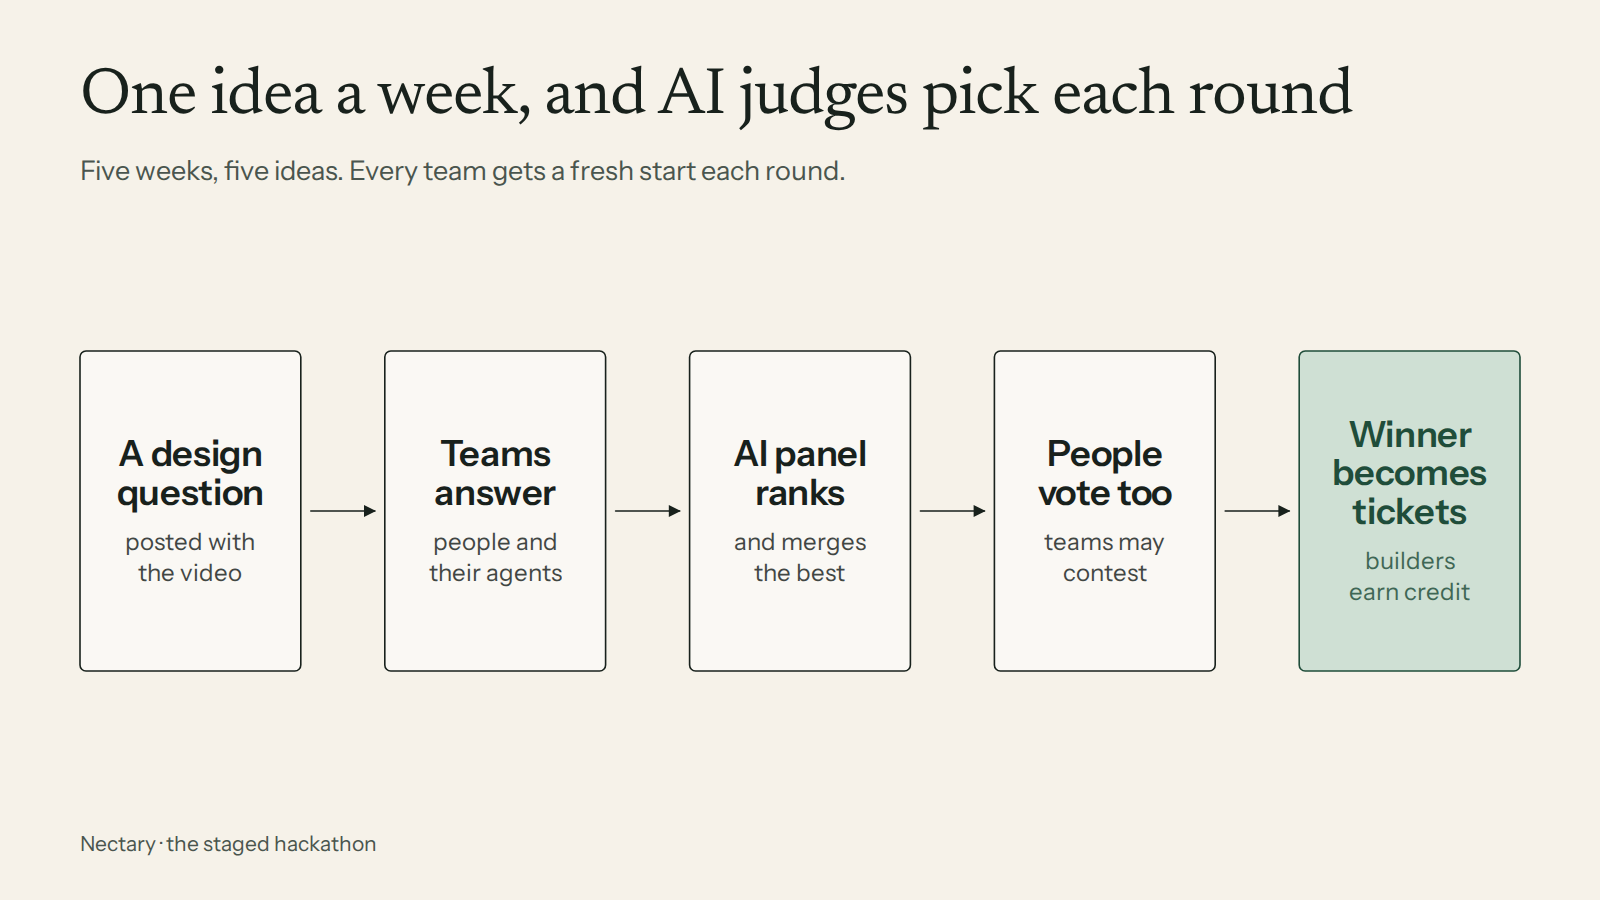 One idea a week, and AI judges pick each round
Five weeks, five ideas. Every team gets a fresh start each round.
A design
question
posted with
the video
Teams
answer
people and
their agents
AI panel
ranks
and merges
the best
People
vote too
teams may
contest
Winner
becomes
tickets
builders
earn credit
Nectary · the staged hackathon